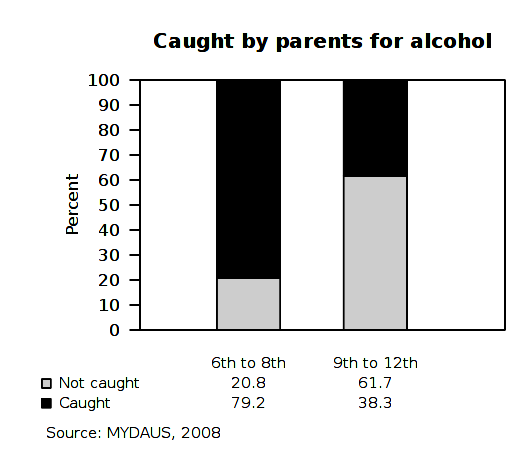 Caught by parents for alcohol
100
90
80
70
60
50
40
30
20
10
0
Percent
6th to 8th 9th to 12th
Not caught 20.8 61.7
Caught 79.2 38.3
Source: MYDAUS, 2008